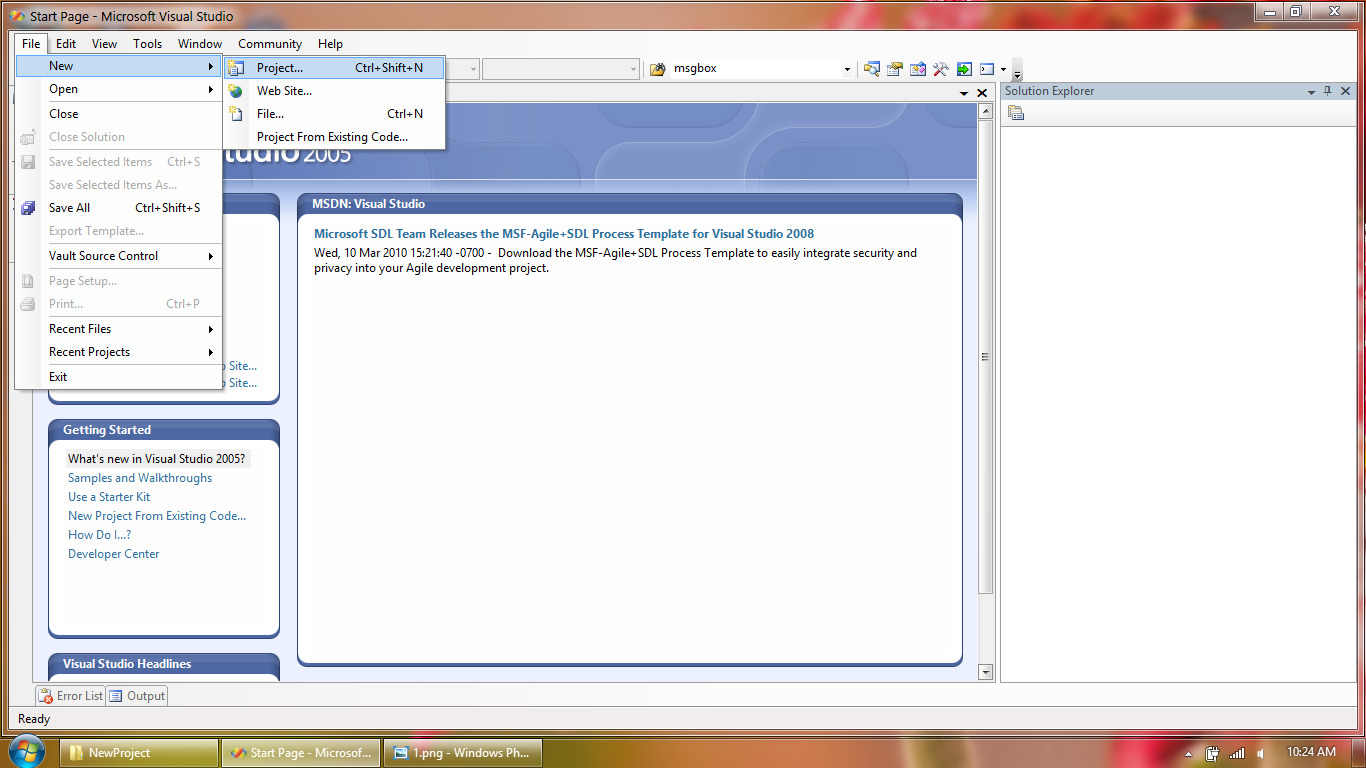 Start Page - Microsoft Visual Studio
File Edit View Tools Window Community Help
New
Project... Ctrl+Shift+N
msgbox
Open
Web Site...
Close
File... Ctrl+N
Close Solution
Project From Existing Code...
Save Selected Items Ctrl+S
Save Selected Items As...
Save All Ctrl+Shift+S
Export Template...
Vault Source Control
Page Setup...
Print... Ctrl+P
Recent Files
Recent Projects
Exit
Solution Explorer
2005
MSDN: Visual Studio
Microsoft SDL Team Releases the MSF-Agile+SDL Process Template for Visual Studio 2008
Wed, 10 Mar 2010 15:21:40 -0700 - Download the MSF-Agile+SDL Process Template to easily integrate security and
privacy into your Agile development project.
Site...
Site...
Getting Started
What's new in Visual Studio 2005?
Samples and Walkthroughs
Use a Starter Kit
New Project From Existing Code...
How Do I...?
Developer Center
Visual Studio Headlines
Error List Output
Ready
NewProject
Start Page - Microsof...
1.png - Windows Ph...
10:24 AM